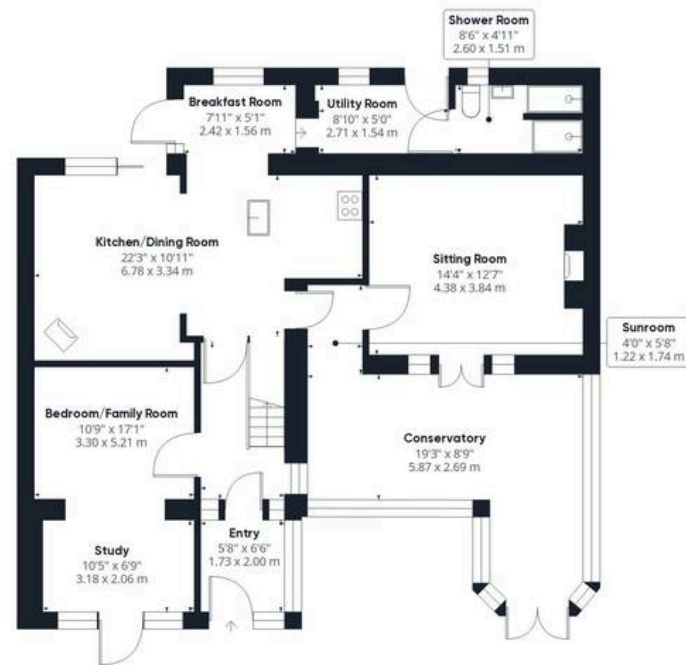 Shower Room
8'6" x 4'11"
2.60 x 1.51 m
Breakfast Room
7'11" x 5'1"
2.42 x 1.56 m
Utility Room
8'10" x 5'0"
2.71 x 1.54 m
Kitchen/Dining Room
22'3" x 10'11"
6.78 x 3.34 m
Sitting Room
14'4" x 12'7"
4.38 x 3.84 m
Sunroom
4'0" x 5'8"
1.22 x 1.74 m
Bedroom/Family Room
10'9" x 17'1"
3.30 x 5.21 m
Conservatory
19'3" x 8'9"
5.87 x 2.69 m
Entry
5'8" x 6'6"
1.73 x 2.00 m
Study
10'5" x 6'9"
3.18 x 2.06 m